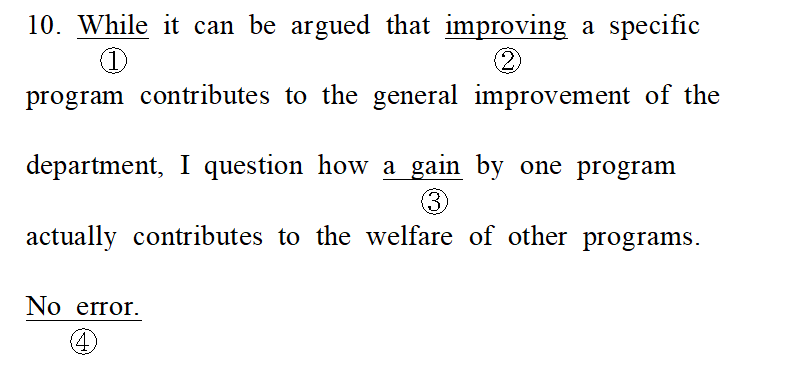 10. While it can be argued that improving a specific
① ②
program contributes to the general improvement of the
department, I question how a gain by one program
③
actually contributes to the welfare of other programs.
No error.
④